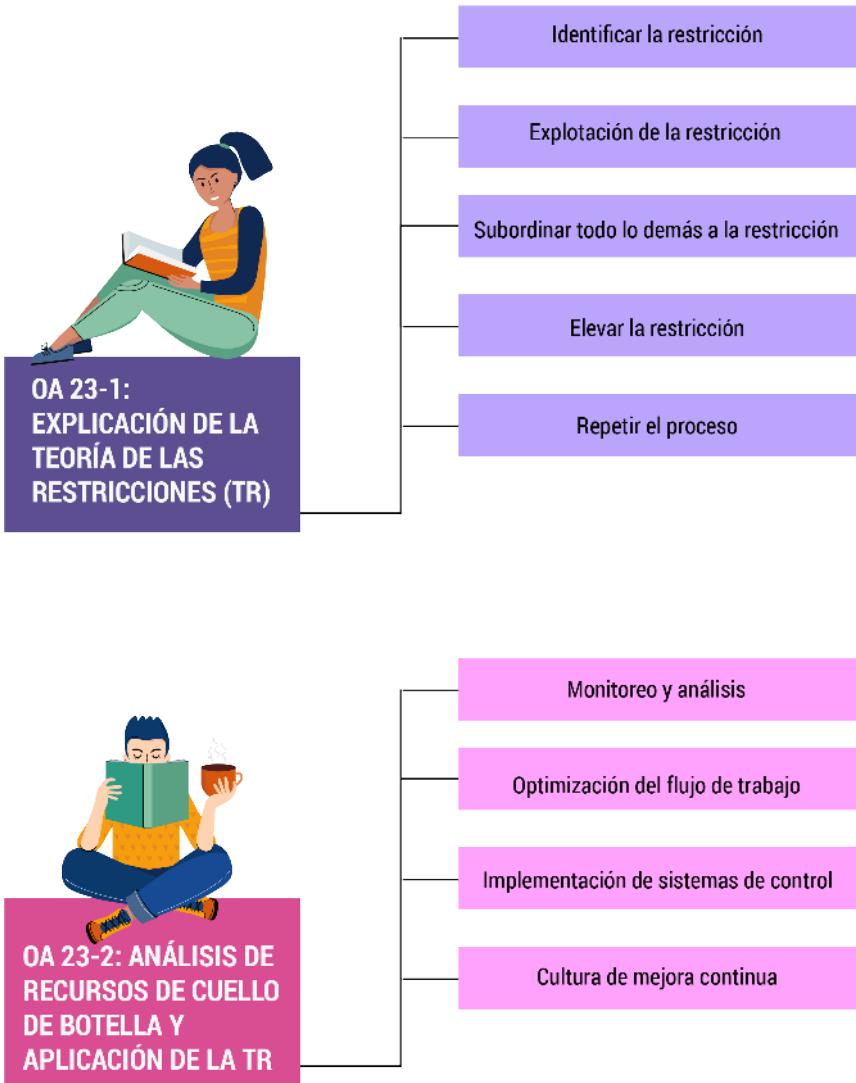 Identificar la restricción
Explotación de la restricción
Subordinar todo lo demás a la restricción
Elevar la restricción
Repetir el proceso
OA 23-1:
EXPLICACIÓN DE LA
TEORÍA DE LAS
RESTRICCIONES (TR)
Monitoreo y análisis
Optimización del flujo de trabajo
Implementación de sistemas de control
Cultura de mejora continua
OA 23-2: ANÁLISIS DE
RECURSOS DE CUELLO
DE BOTELLA Y
APLICACIÓN DE LA TR